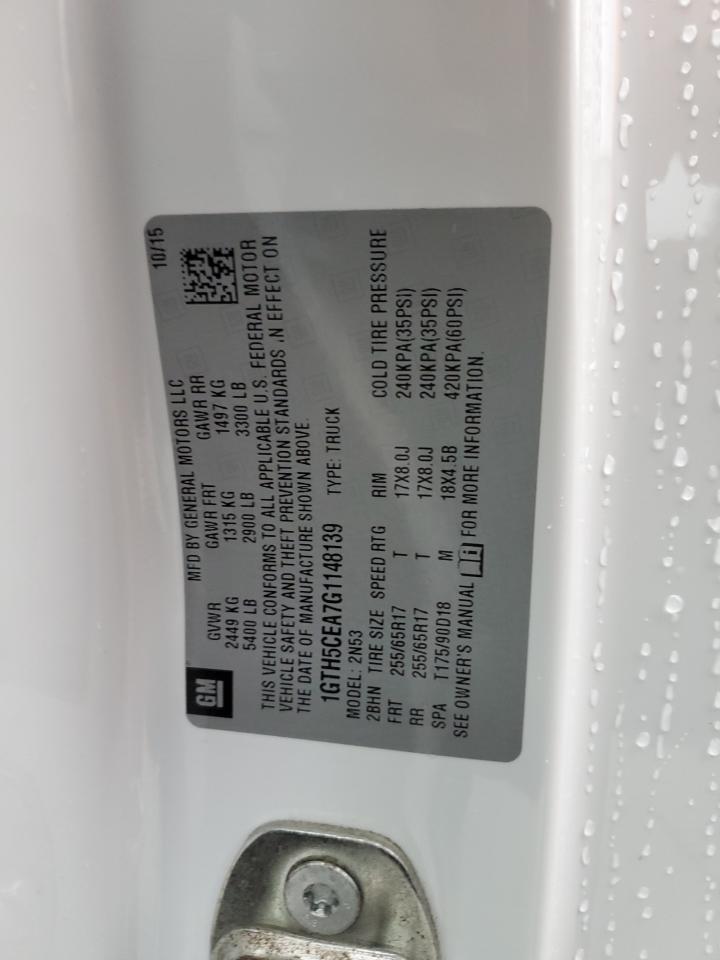 GM
MFD BY GENERAL MOTORS LLC 10/15
GVWR GAWR FRT GAWR RR
2449 KG 1315 KG 1497 KG
5400 LB 2900 LB 3300 LB
THIS VEHICLE CONFORMS TO ALL APPLICABLE U.S. FEDERAL MOTOR
VEHICLE SAFETY AND THEFT PREVENTION STANDARDS IN EFFECT ON
THE DATE OF MANUFACTURE SHOWN ABOVE.
1GTH5CEA7G1148139 TYPE: TRUCK
MODEL: 2N53
2BHN TIRE SIZE SPEED RTG RIM COLD TIRE PRESSURE
FRT 255/65R17 T 17X8.0J 240KPA(35PSI)
RR 255/65R17 T 17X8.0J 240KPA(35PSI)
SPA T175/90D18 M 18X4.5B 420KPA(60PSI)
SEE OWNER'S MANUAL i FOR MORE INFORMATION.